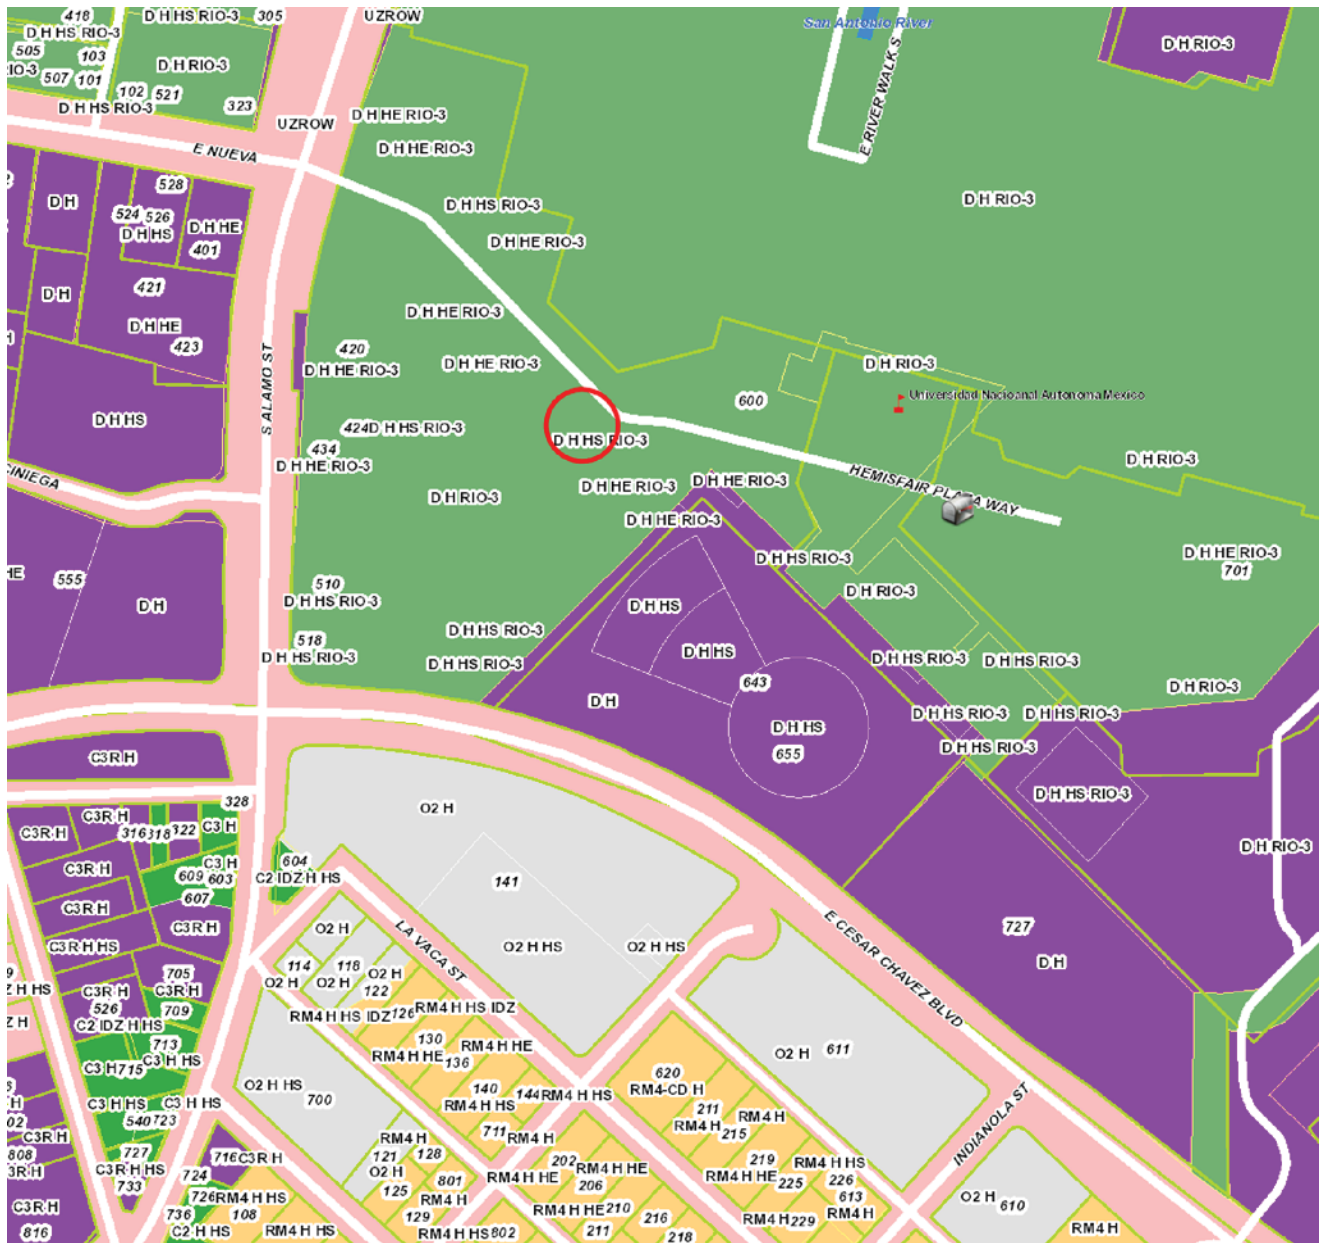 418
305
UZROW
San Antonio River
D H HS RIO-3
D H RIO-3
505
103
RIO-3
507
101
D H RIO-3
102
521
323
D H HS RIO-3
UZROW
D H HE RIO-3
E RIVER WALK S
E NUEVA
D H HE RIO-3
528
D H
524
526
D H HS
D H HE
401
D H HS RIO-3
D H RIO-3
D H HE RIO-3
D H
421
D H HE
423
D H HE RIO-3
420
D H HE RIO-3
D H HE RIO-3
D H RIO-3
S ALAMO ST
600
Universidad Nacioanal Autonoma Mexico
D H HS
424
D H HS RIO-3
434
D H HE RIO-3
D H HS RIO-3
D H RIO-3
D H RIO-3
D H HE RIO-3
D H HE RIO-3
HEMISFAIR PLAZA WAY
CINIEGA
D H HE RIO-3
D H HS RIO-3
D H HE RIO-3
701
HE
555
D H
510
D H HS RIO-3
D H HS
D H RIO-3
518
D H HS RIO-3
D H HS RIO-3
D H HS RIO-3
D H HS
D H HS RIO-3
D H HS RIO-3
643
D H
D H RIO-3
D H HS
655
D H HS RIO-3
D H HS RIO-3
D H HS RIO-3
C3R H
D H HS RIO-3
328
O2 H
C3R H
C3R H
316
318
322
C3 H
D H RIO-3
C3R H
604
C3 H
609
603
C2 IDZ H HS
141
607
C3R H
C3R H
O2 H
LA VACA ST
E CESAR CHAVEZ BLVD
727
C3R H HS
O2 H HS
O2 H HS
D H
114
118
O2 H
O2 H
O2 H
122
705
C3R H
C3R H
Z H HS
526
709
C2 IDZ H HS
RM4 H HS IDZ
126
RM4 H HS IDZ
Z H
713
C3 H HS
130
RM4 H HE
RM4 H HE
136
O2 H
611
C3 H
715
O2 H HS
700
140
RM4 H HS
144
RM4 H HS
620
RM4-CD H
C3 H HS
C3 H HS
540
723
211
RM4 H
RM4 H
215
INDIANOLA ST
C3R H
808
C3R H
727
C3R H HS
733
716
C3R H
724
RM4 H
121
128
O2 H
125
711
RM4 H
202
RM4 H HE
RM4 H HE
206
219
RM4 H HS
RM4 H HE
225
226
613
RM4 H
801
RM4 H
129
C3R H
816
726
RM4 H HS
736
108
C2 H HS
RM4 H HS
RM4 H HS
802
RM4 H HE
210
211
216
218
RM4 H
229
O2 H
610
RM4 H